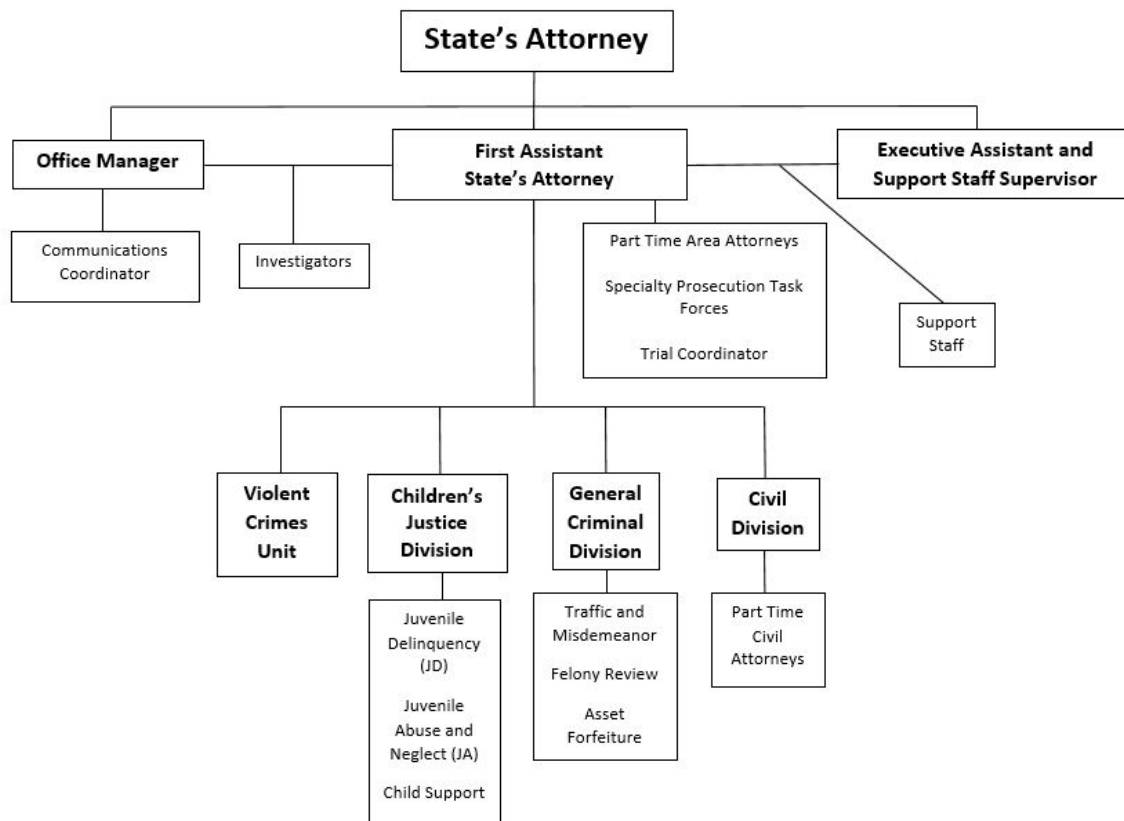 State’s Attorney
Office Manager
First Assistant
State’s Attorney
Executive Assistant and
Support Staff Supervisor
Communications
Coordinator
Investigators
Part Time Area Attorneys
Specialty Prosecution Task
Forces
Trial Coordinator
Support
Staff
Violent
Crimes
Unit
Children’s
Justice
Division
General
Criminal
Division
Civil
Division
Juvenile
Delinquency
(JD)
Juvenile
Abuse and
Neglect (JA)
Child Support
Traffic and
Misdemeanor
Felony Review
Asset
Forfeiture
Part Time
Civil
Attorneys